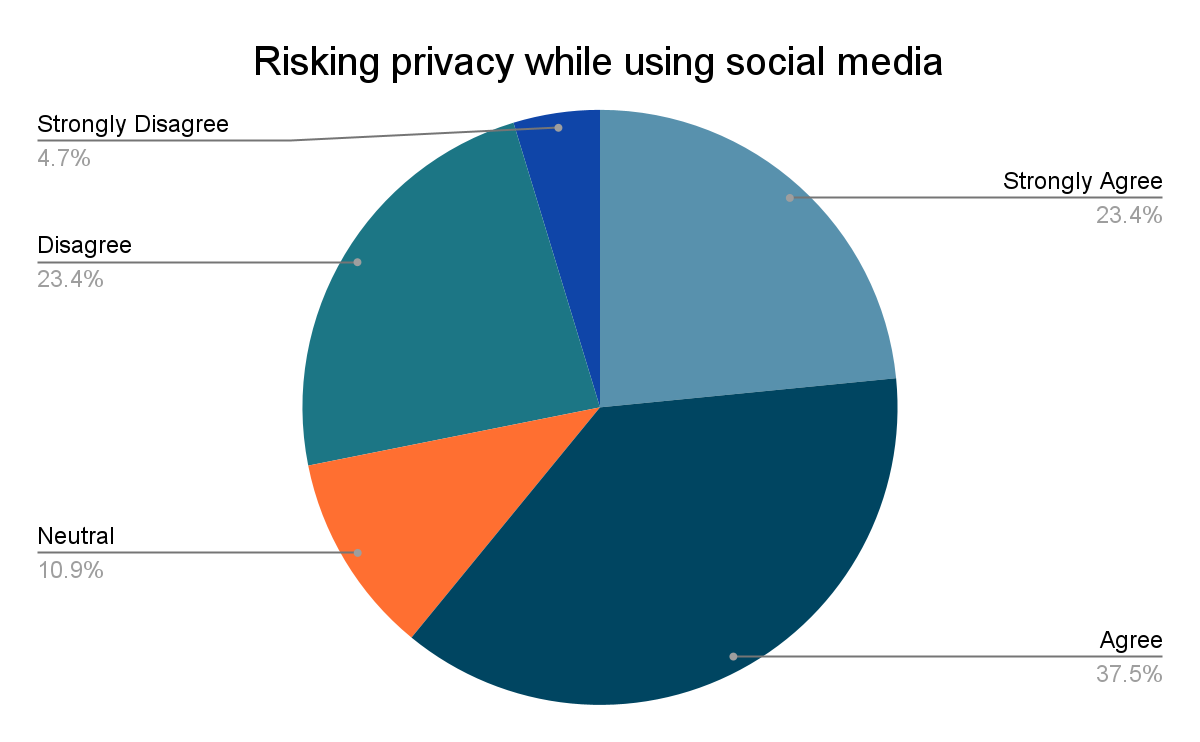 Risking privacy while using social media
Strongly Disagree
4.7%
Strongly Agree
23.4%
Disagree
23.4%
Neutral
10.9%
Agree
37.5%